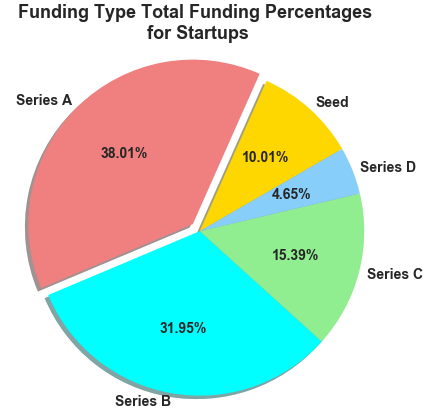 Funding Type Total Funding Percentages
for Startups
Series A
Seed
38.01%
10.01%
Series D
4.65%
15.39%
Series C
31.95%
Series B